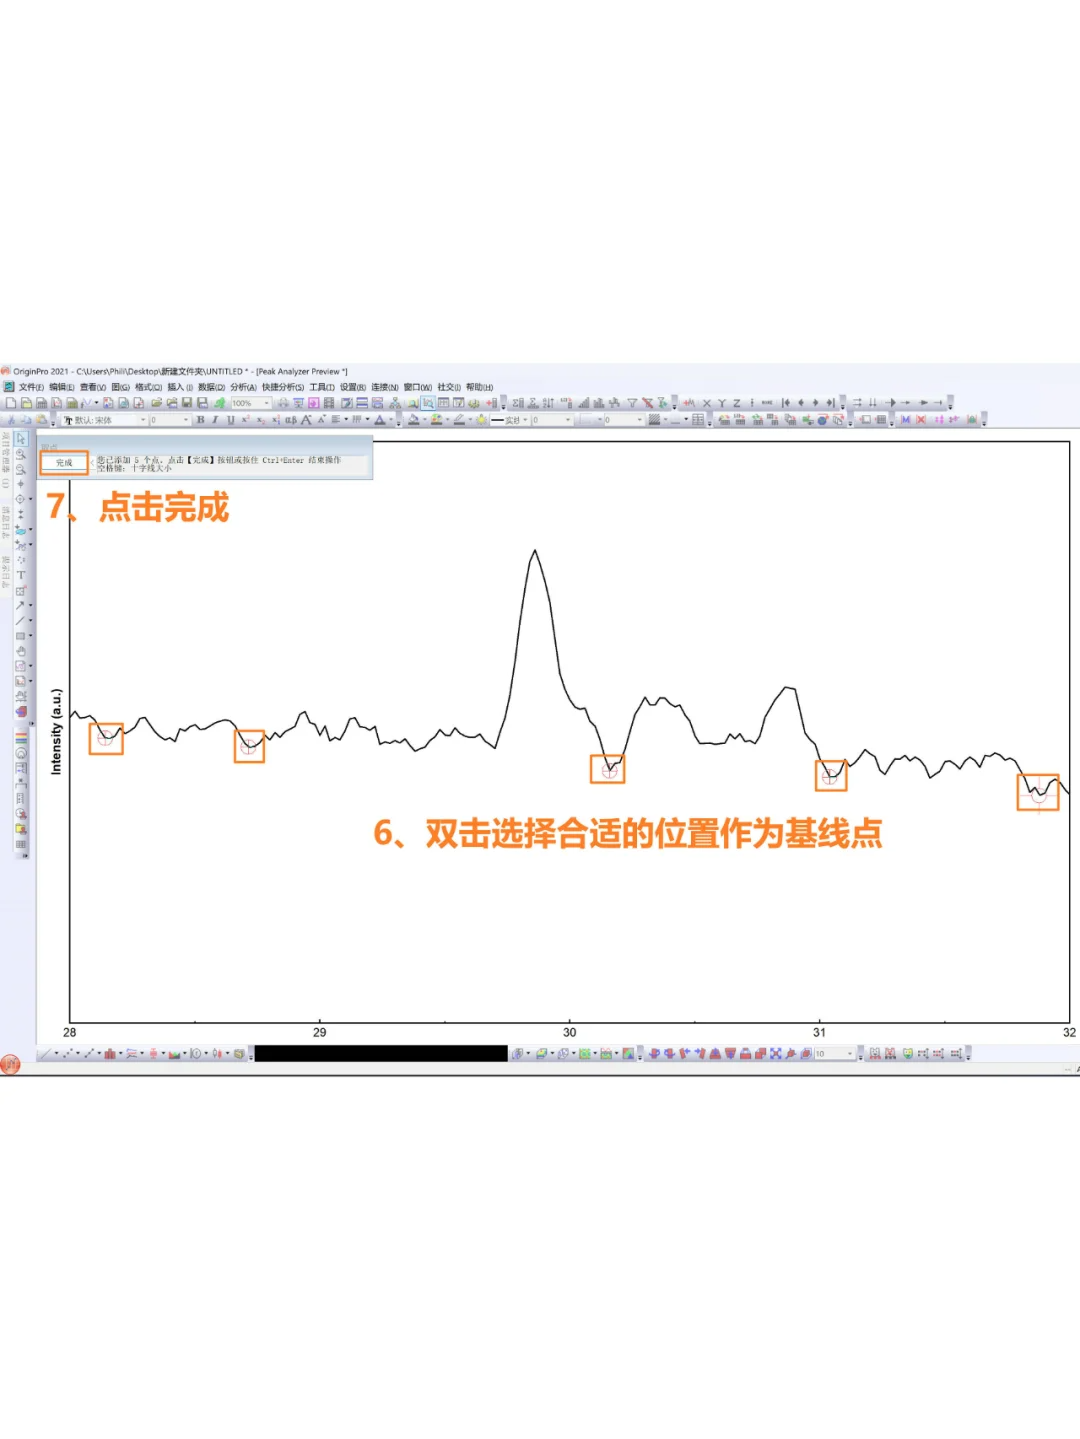 OriginPro 2021 - C:\Users\Phili\Desktop\新建文件夹\UNTITLED * - [Peak Analyzer Preview *]
文件(F) 编辑(E) 查看(V) 图(G) 格式(O) 插入(I) 数据(D) 分析(A) 快捷分析(S) 工具(T) 设置(R) 连接(N) 窗口(W) 社交(I) 帮助(H)
100%
默认: 宋体 0 B I U 实线 0 0
完成
您已添加 5 个点，点击【完成】按钮或按住 Ctrl+Enter 结束操作
空格键: 十字线大小
7、点击完成
Intensity (a.u.)
6、双击选择合适的位置作为基线点
28 29 30 31 32
10